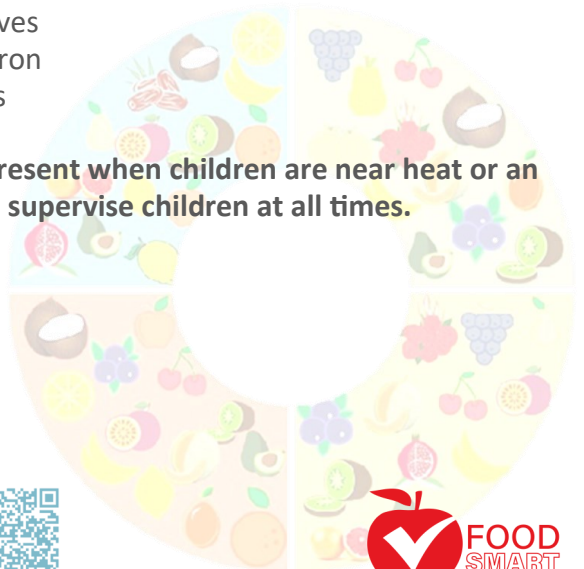 ves
ron
s
resent when children are near heat or an
supervise children at all times.
FOOD
SMART